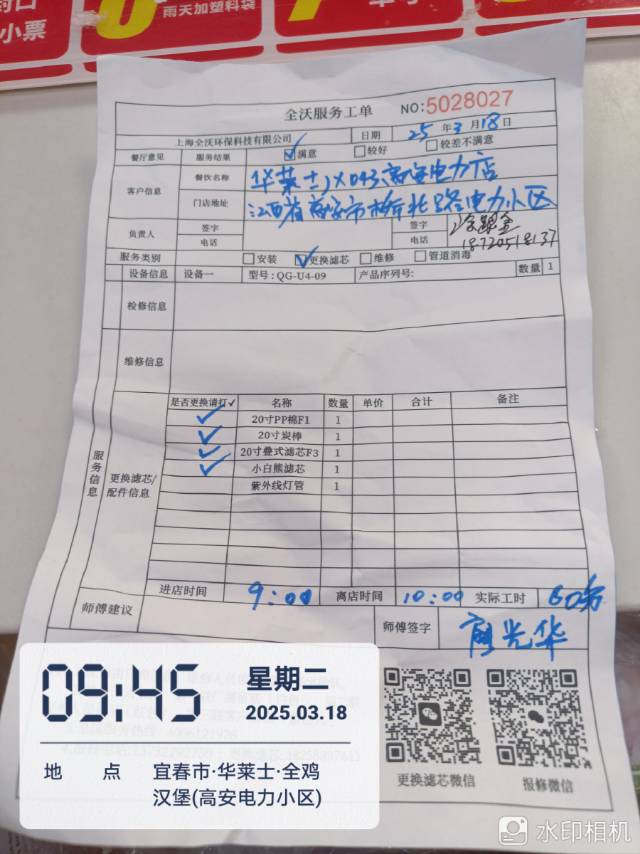 封口
小票
雨天加塑料袋
全沃服务工单 NO:5028027
上海全沃环保科技有限公司 日期 25年3月18日
餐厅意见 服务结果 ✓满意 □较好 □较差不满意
客户信息 餐饮名称 华莱士JX043高安电力店
门店地址 江西省高安市桥北路电力小区
负责人 签字 签字
电话 电话
服务类别 □安装 ✓更换滤芯 □维修 □管道消毒
设备信息 设备一 型号:QG-U4-09 产品序列号: 数量 1
检修信息
维修信息
服务信息
更换滤芯/配件信息
是否更换请打✓ 名称 数量 单价 合计 备注
✓ 20寸PP棉F1 1
✓ 20寸炭棒 1
✓ 20寸叠式滤芯F3 1
✓ 小白熊滤芯 1
紫外线灯管 1
进店时间 9:00 离店时间 10:00 实际工时 60分
师傅建议 师傅签字
更换滤芯微信 报修微信
09:45 星期二
2025.03.18
地 点 宜春市·华莱士·全鸡
汉堡(高安电力小区)
水印相机